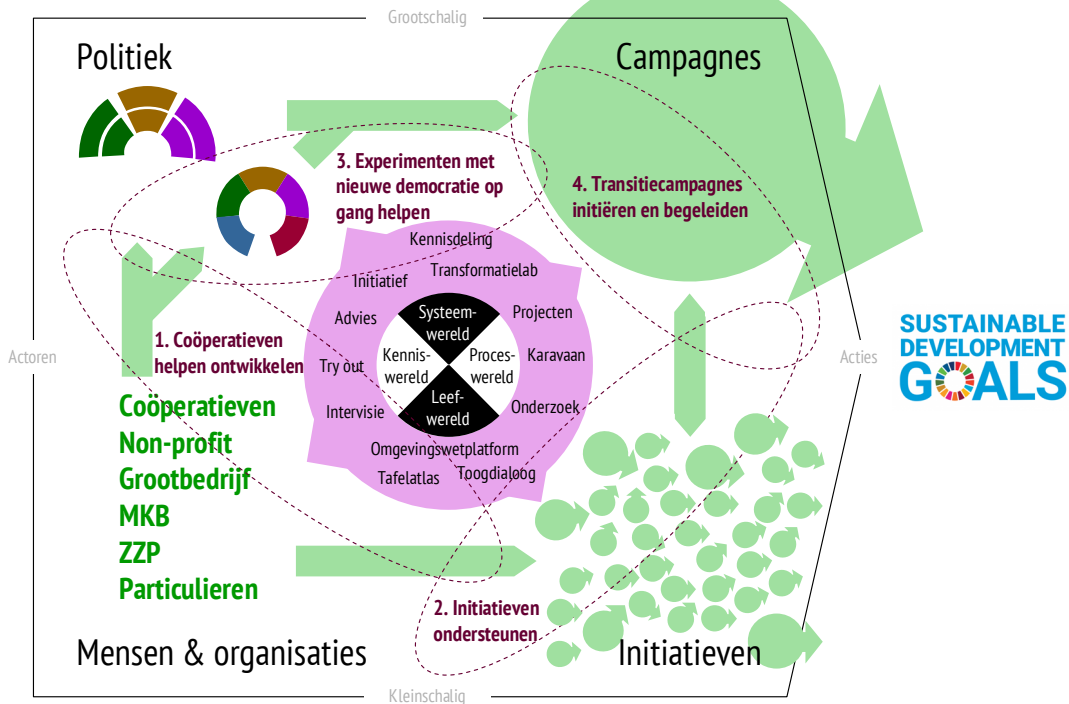 Grootschalig
Politiek
Campagnes
3. Experimenten met
nieuwe democratie op
gang helpen
4. Transitiecampagnes
initiëren en begeleiden
Kennisdeling
Transformatielab
Initiatief
Advies
Projecten
Systeem-
wereld
Try out
Kennis-
wereld
Proces-
wereld
Karavaan
Leef-
wereld
Intervisie
Onderzoek
Omgevingswetplatform
Tafelatlas
Toogdialoog
Actoren
1. Coöperatieven
helpen ontwikkelen
Acties
SUSTAINABLE
DEVELOPMENT
GOALS
Coöperatieven
Non-profit
Grootbedrijf
MKB
ZZP
Particulieren
2. Initiatieven
ondersteunen
Mensen & organisaties
Initiatieven
Kleinschalig